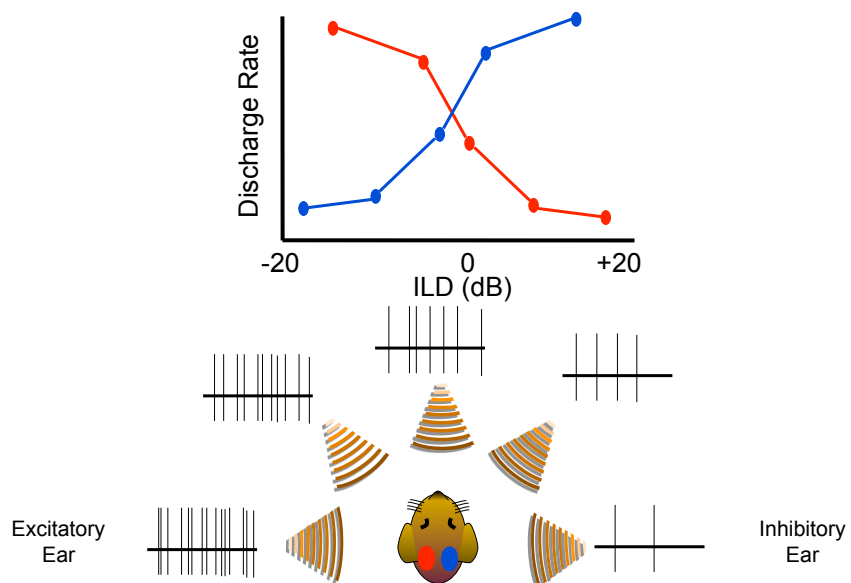 Discharge Rate
-20
0
+20
ILD (dB)
Excitatory
Ear
Inhibitory
Ear